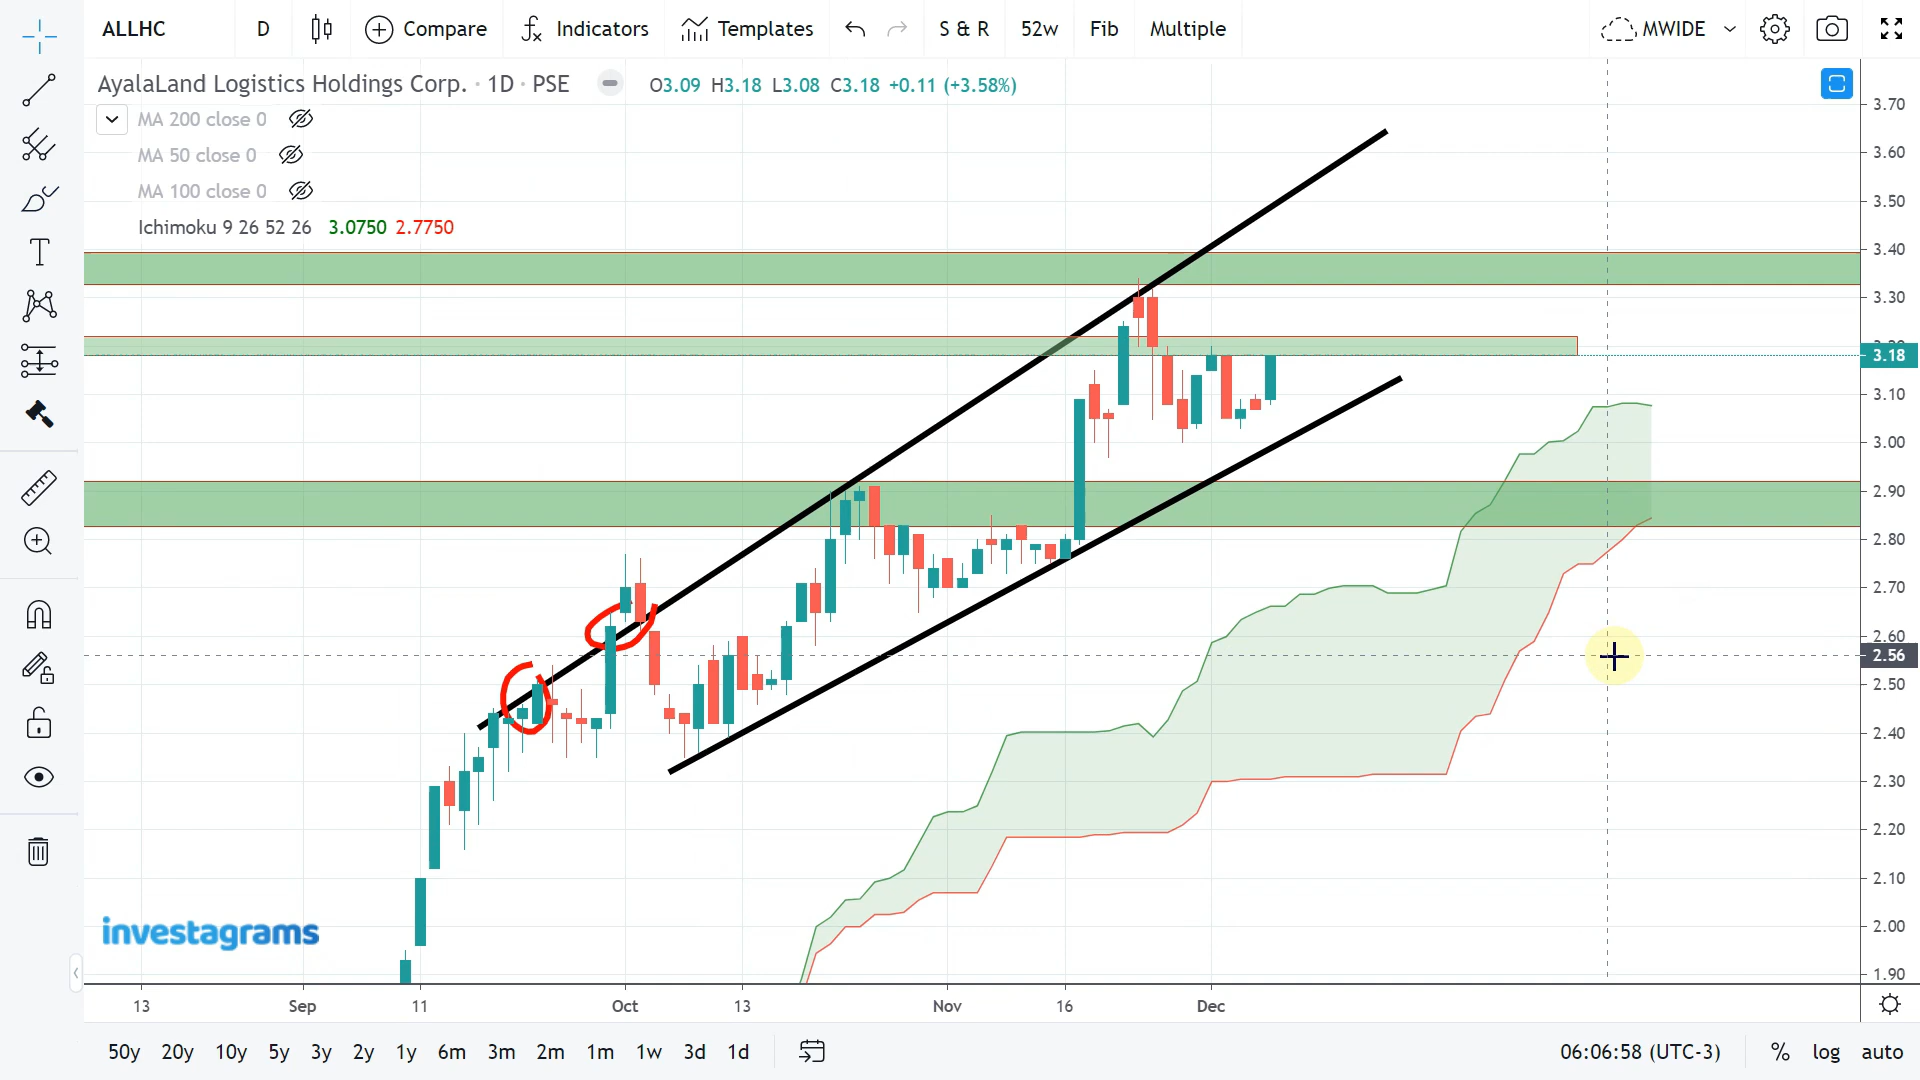 ALLHC D Compare Indicators Templates S & R 52w Fib Multiple MWIDE
AyalaLand Logistics Holdings Corp. · 1D · PSE O3.09 H3.18 L3.08 C3.18 +0.11 (+3.58%)
MA 200 close 0
MA 50 close 0
MA 100 close 0
Ichimoku 9 26 52 26 3.0750 2.7750
3.70
3.60
3.50
3.40
3.30
3.18
3.10
3.00
2.90
2.80
2.70
2.60
2.56
2.50
2.40
2.30
2.20
2.10
2.00
1.90
investagrams
13 Sep 11 Oct 13 Nov 16 Dec
50y 20y 10y 5y 3y 2y 1y 6m 3m 2m 1m 1w 3d 1d 06:06:58 (UTC-3) % log auto